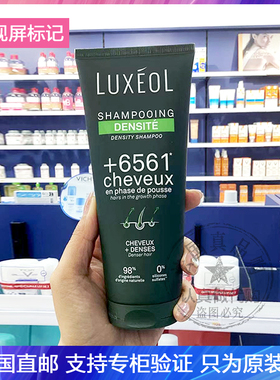 视屏标记
LUXÉOL
SHAMPOOING
DENSITÉ
DENSITY SHAMPOO
+6561*
cheveux
en phase de pousse
hairs in the growth phase
CHEVEUX
+ DENSES
Denser hair
98%
d'ingrédients
d'origine naturelle
0%
silicones
sulfates
VICHY
国直邮 支持专柜验证 只为原装